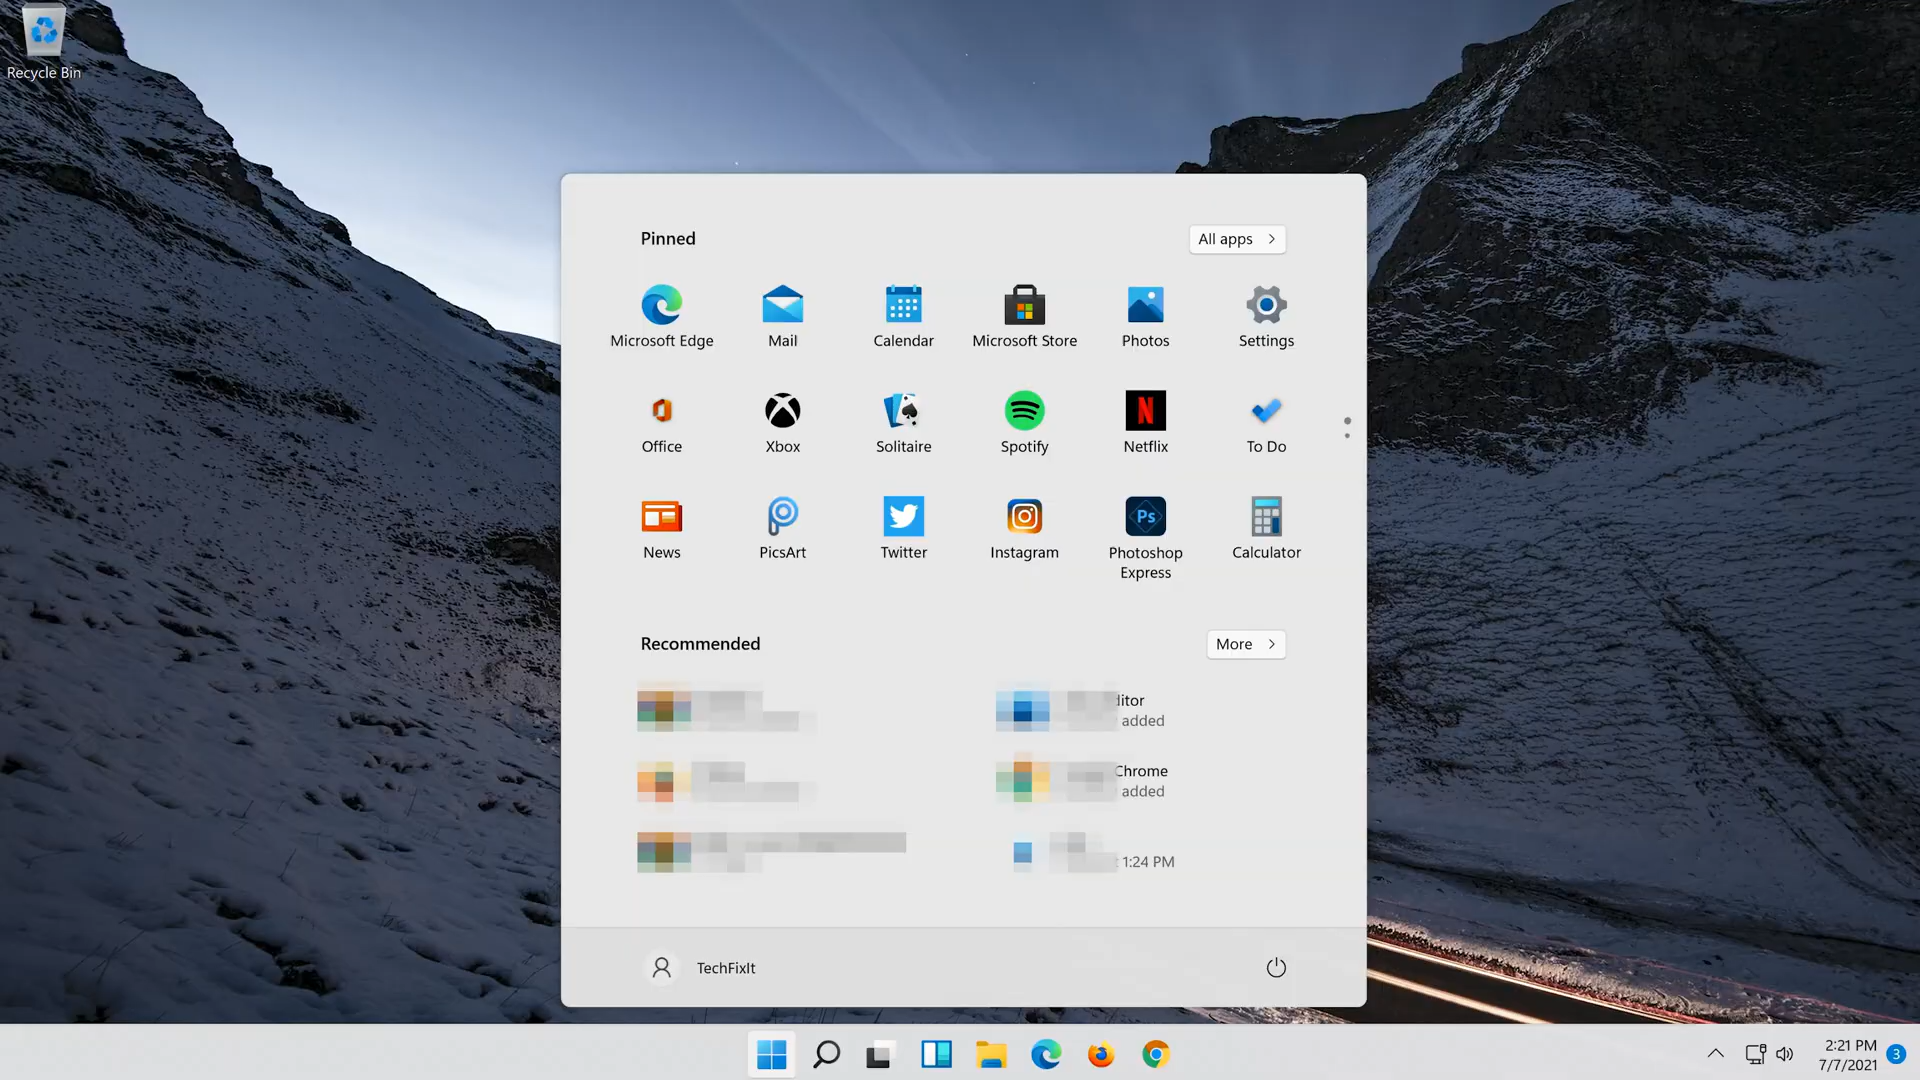 Recycle Bin
Pinned
All apps
Microsoft Edge
Mail
Calendar
Microsoft Store
Photos
Settings
Office
Xbox
Solitaire
Spotify
Netflix
To Do
News
PicsArt
Twitter
Instagram
Ps
Photoshop
Express
Calculator
Recommended
More
added
Chrome
added
1:24 PM
TechFixIt
2:21 PM
7/7/2021
3